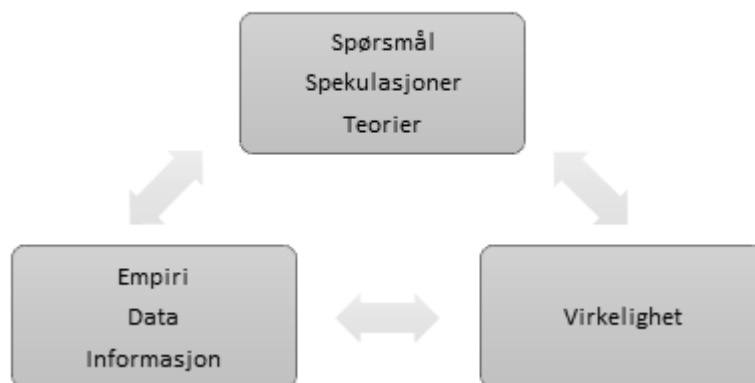 Spørsmål
Spekulasjoner
Teorier
Empiri
Data
Informasjon
Virkelighet